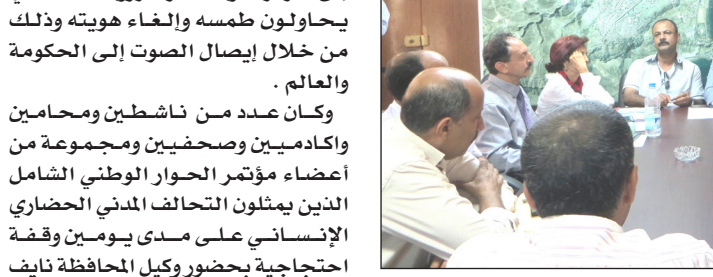 يحاولون طمسه وإلغاء هويته وذلك
من خلال إيصال الصوت إلى الحكومة
والعالم .
وكان عدد من ناشطين ومحامين
واكادميين وصحفيين ومجموعة من
أعضاء مؤتمر الحوار الوطني الشامل
الذين يمثلون التحالف المدني الحضاري
الإنساني على مدى يومين وقفة
احتجاجية بحضور وكيل المحافظة نايف